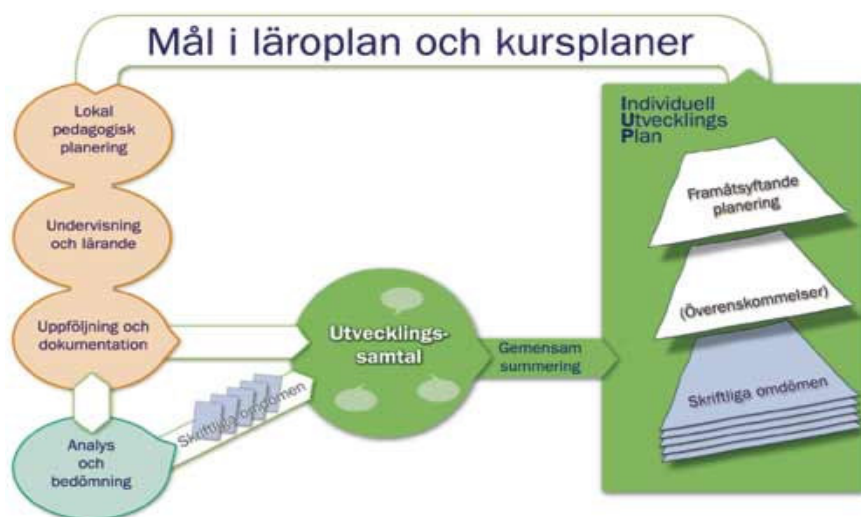 Mål i läroplan och kursplaner
Lokal
pedagogisk
planering
Undervisning
och lärande
Uppföljning och
dokumentation
Analys
och
bedömning
Skriftliga omdömen
Utvecklings-
samtal
Gemensam
summering
Individuell
Utvecklings
Plan
Framåtsyftande
planering
(Överenskommelser)
Skriftliga omdömen